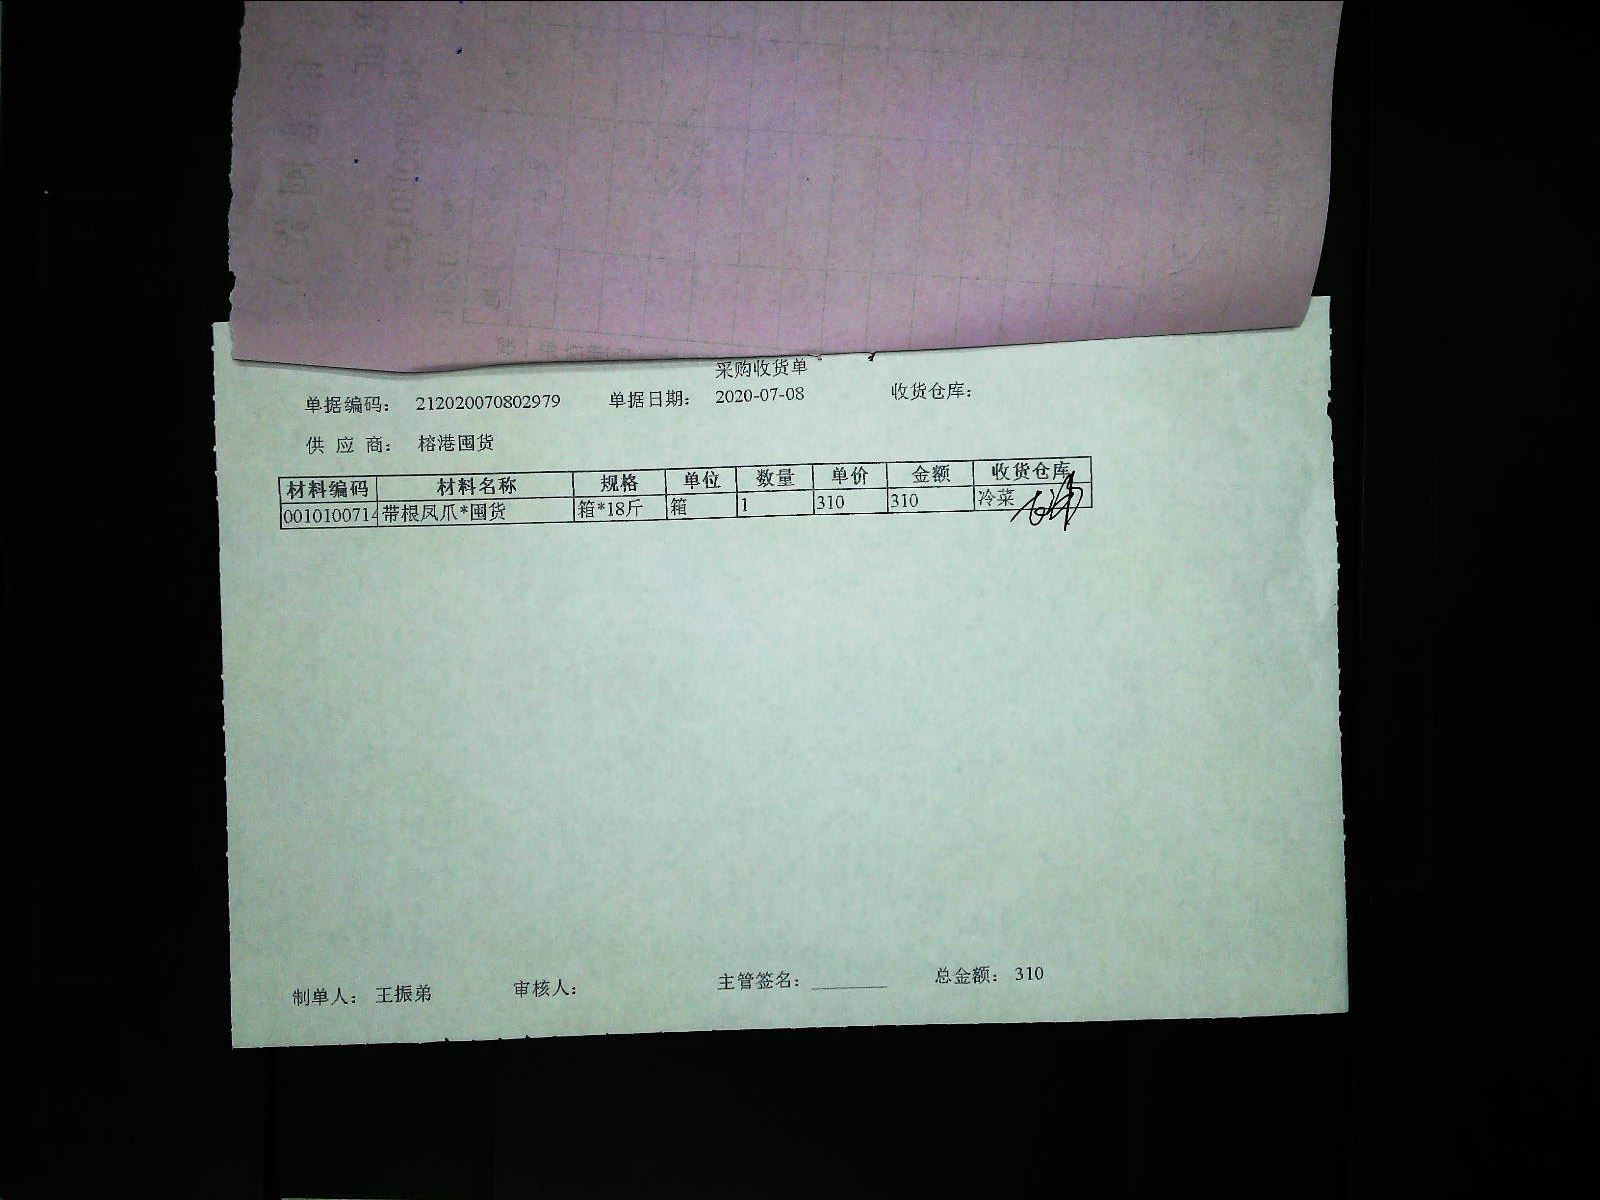 采购收货单
单据编码: 212020070802979 单据日期: 2020-07-08 收货仓库:
供 应 商: 榕港囤货
材料编码 材料名称 规格 单位 数量 单价 金额 收货仓库
0010100714 带根凤爪*囤货 箱*18斤 箱 1 310 310 冷菜
制单人: 王振弟 审核人: 主管签名: ________ 总金额: 310